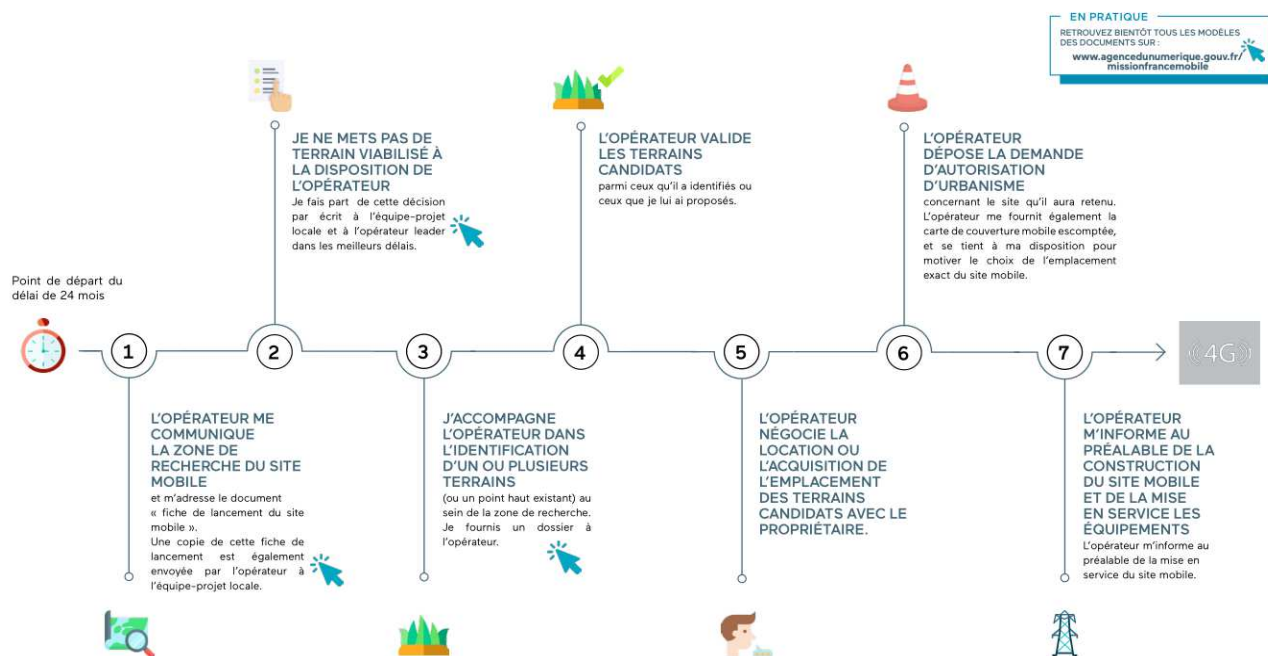 EN PRATIQUE
RETROUVEZ BIENTÔT TOUS LES MODÈLES
DES DOCUMENTS SUR :
www.agencedunumerique.gouv.fr/
missionfrancemobile
JE NE METS PAS DE
TERRAIN VIABILISÉ À
LA DISPOSITION DE
L'OPÉRATEUR
Je fais part de cette décision
par écrit à l'équipe-projet
locale et à l'opérateur leader
dans les meilleurs délais.
L'OPÉRATEUR VALIDE
LES TERRAINS
CANDIDATS
parmi ceux qu'il a identifiés ou
ceux que je lui ai proposés.
L'OPÉRATEUR
DÉPOSE LA DEMANDE
D'AUTORISATION
D'URBANISME
concernant le site qu'il aura retenu.
L'opérateur me fournit également la
carte de couverture mobile escomptée,
et se tient à ma disposition pour
motiver le choix de l'emplacement
exact du site mobile.
Point de départ du
délai de 24 mois
1
2
3
4
5
6
7
4G
L'OPÉRATEUR ME
COMMUNIQUE
LA ZONE DE
RECHERCHE DU SITE
MOBILE
et m'adresse le document
« fiche de lancement du site
mobile ».
Une copie de cette fiche de
lancement est également
envoyée par l'opérateur à
l'équipe-projet locale.
J'ACCOMPAGNE
L'OPÉRATEUR DANS
L'IDENTIFICATION
D'UN OU PLUSIEURS
TERRAINS
(ou un point haut existant) au
sein de la zone de recherche.
Je fournis un dossier à
l'opérateur.
L'OPÉRATEUR
NÉGOCIE LA
LOCATION OU
L'ACQUISITION DE
L'EMPLACEMENT
DES TERRAINS
CANDIDATS AVEC LE
PROPRIÉTAIRE.
L'OPÉRATEUR
M'INFORME AU
PRÉALABLE DE LA
CONSTRUCTION
DU SITE MOBILE
ET DE LA MISE
EN SERVICE LES
ÉQUIPEMENTS
L'opérateur m'informe au
préalable de la mise en
service du site mobile.